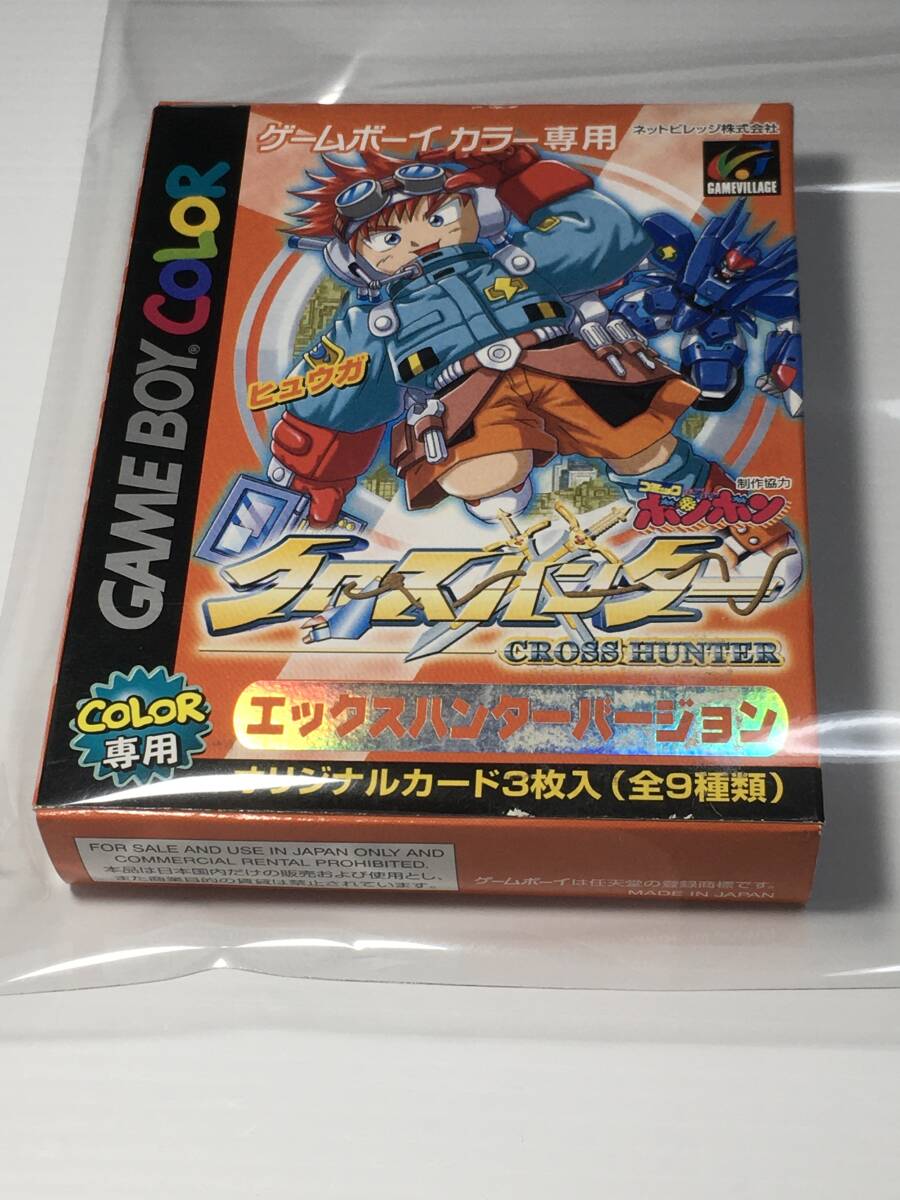 GAME BOY® COLOR
ゲームボーイ カラー専用
ネットビレッジ株式会社
GAMEVILLAGE
ヒュウガ
制作協力
コミック
ボンボン
クロスハンター
CROSS HUNTER
エックスハンターバージョン
COLOR
専用
オリジナルカード3枚入(全9種類)
FOR SALE AND USE IN JAPAN ONLY AND
COMMERCIAL RENTAL PROHIBITED.
本品は日本国内だけの販売および使用とし、
また商業目的の賃貸は禁止されています。
ゲームボーイは任天堂の登録商標です。
MADE IN JAPAN